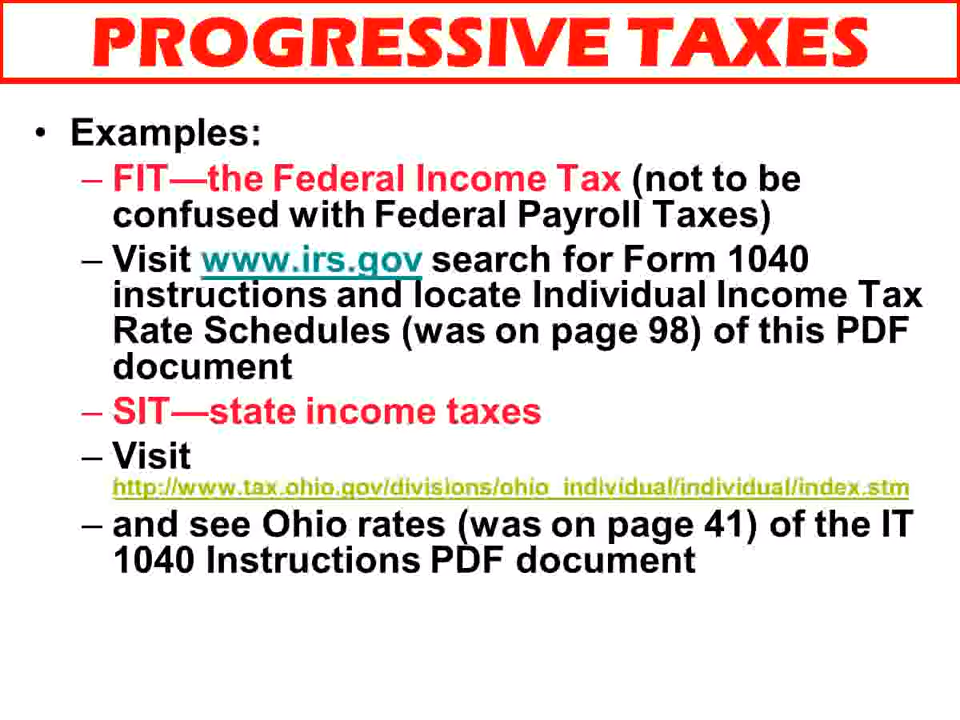 PROGRESSIVE TAXES
• Examples:
– FIT—the Federal Income Tax (not to be
confused with Federal Payroll Taxes)
– Visit www.irs.gov search for Form 1040
instructions and locate Individual Income Tax
Rate Schedules (was on page 98) of this PDF
document
– SIT—state income taxes
– Visit
http://www.tax.ohio.gov/divisions/ohio_individual/individual/index.stm
– and see Ohio rates (was on page 41) of the IT
1040 Instructions PDF document